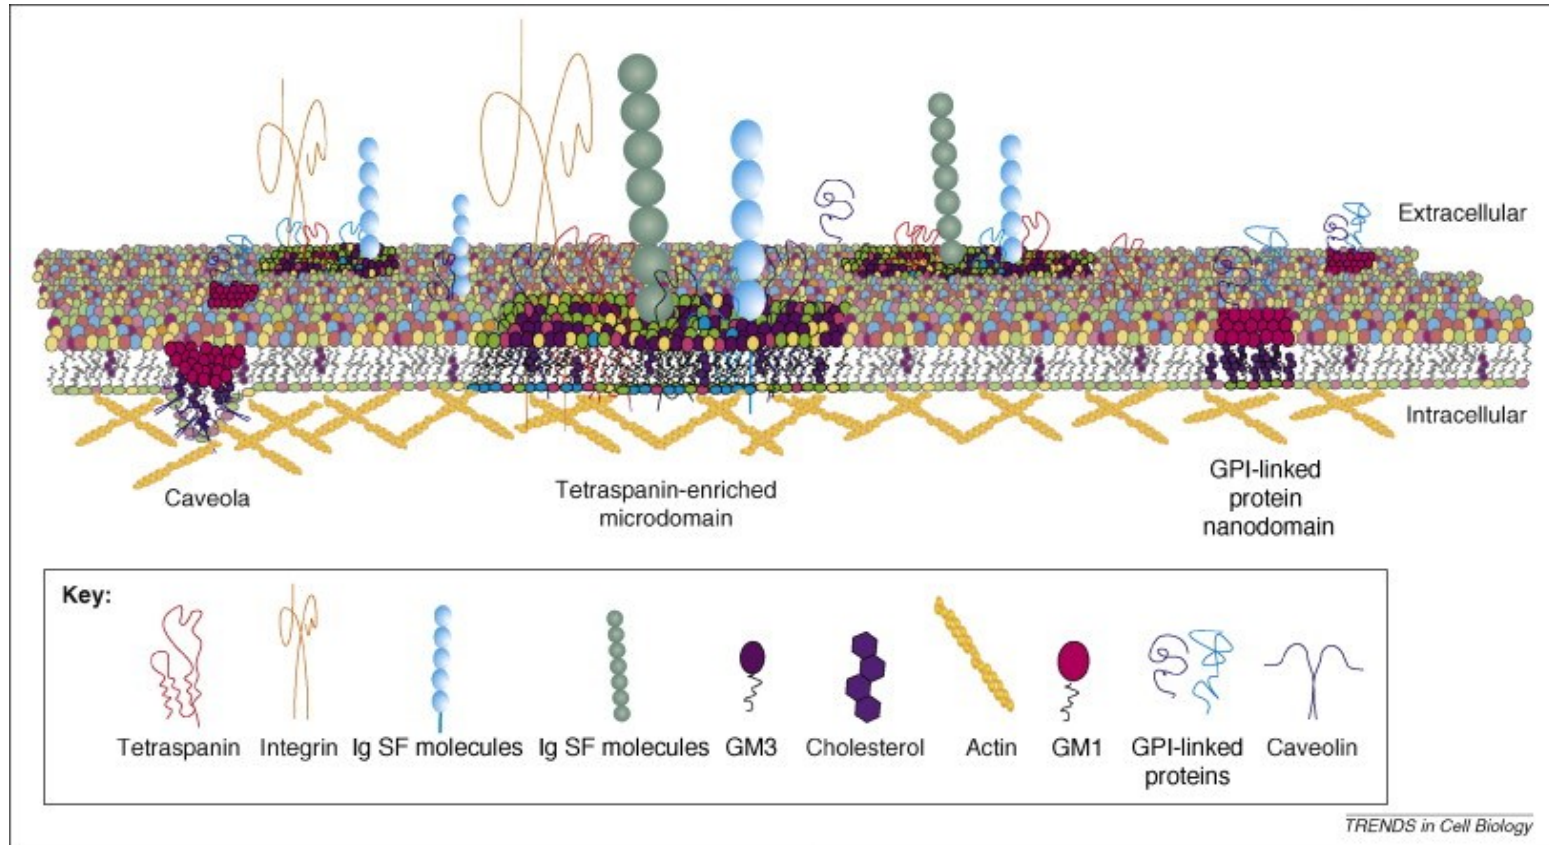 Extracellular
Intracellular
Caveola
Tetraspanin-enriched
microdomain
GPI-linked
protein
nanodomain
Key:
Tetraspanin
Integrin
Ig SF molecules
Ig SF molecules
GM3
Cholesterol
Actin
GM1
GPI-linked
proteins
Caveolin
TRENDS in Cell Biology